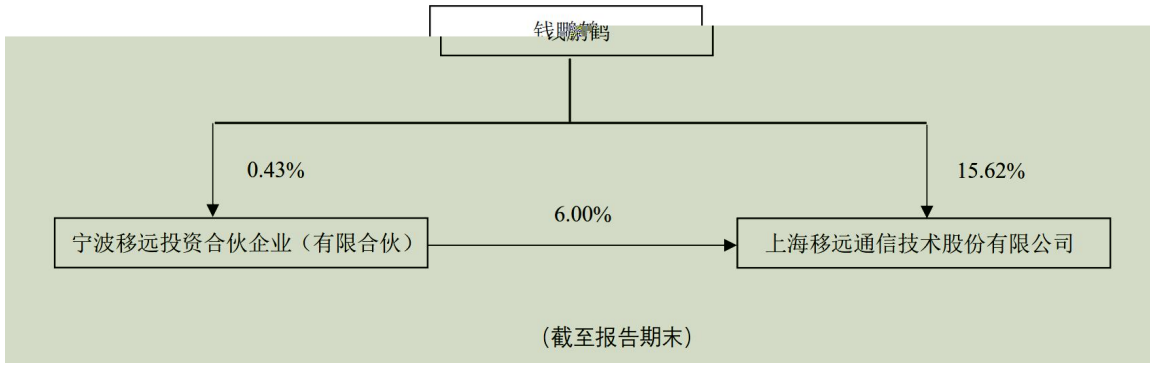 钱鹏鹤
0.43%
15.62%
6.00%
宁波移远投资合伙企业（有限合伙）
上海移远通信技术股份有限公司
（截至报告期末）